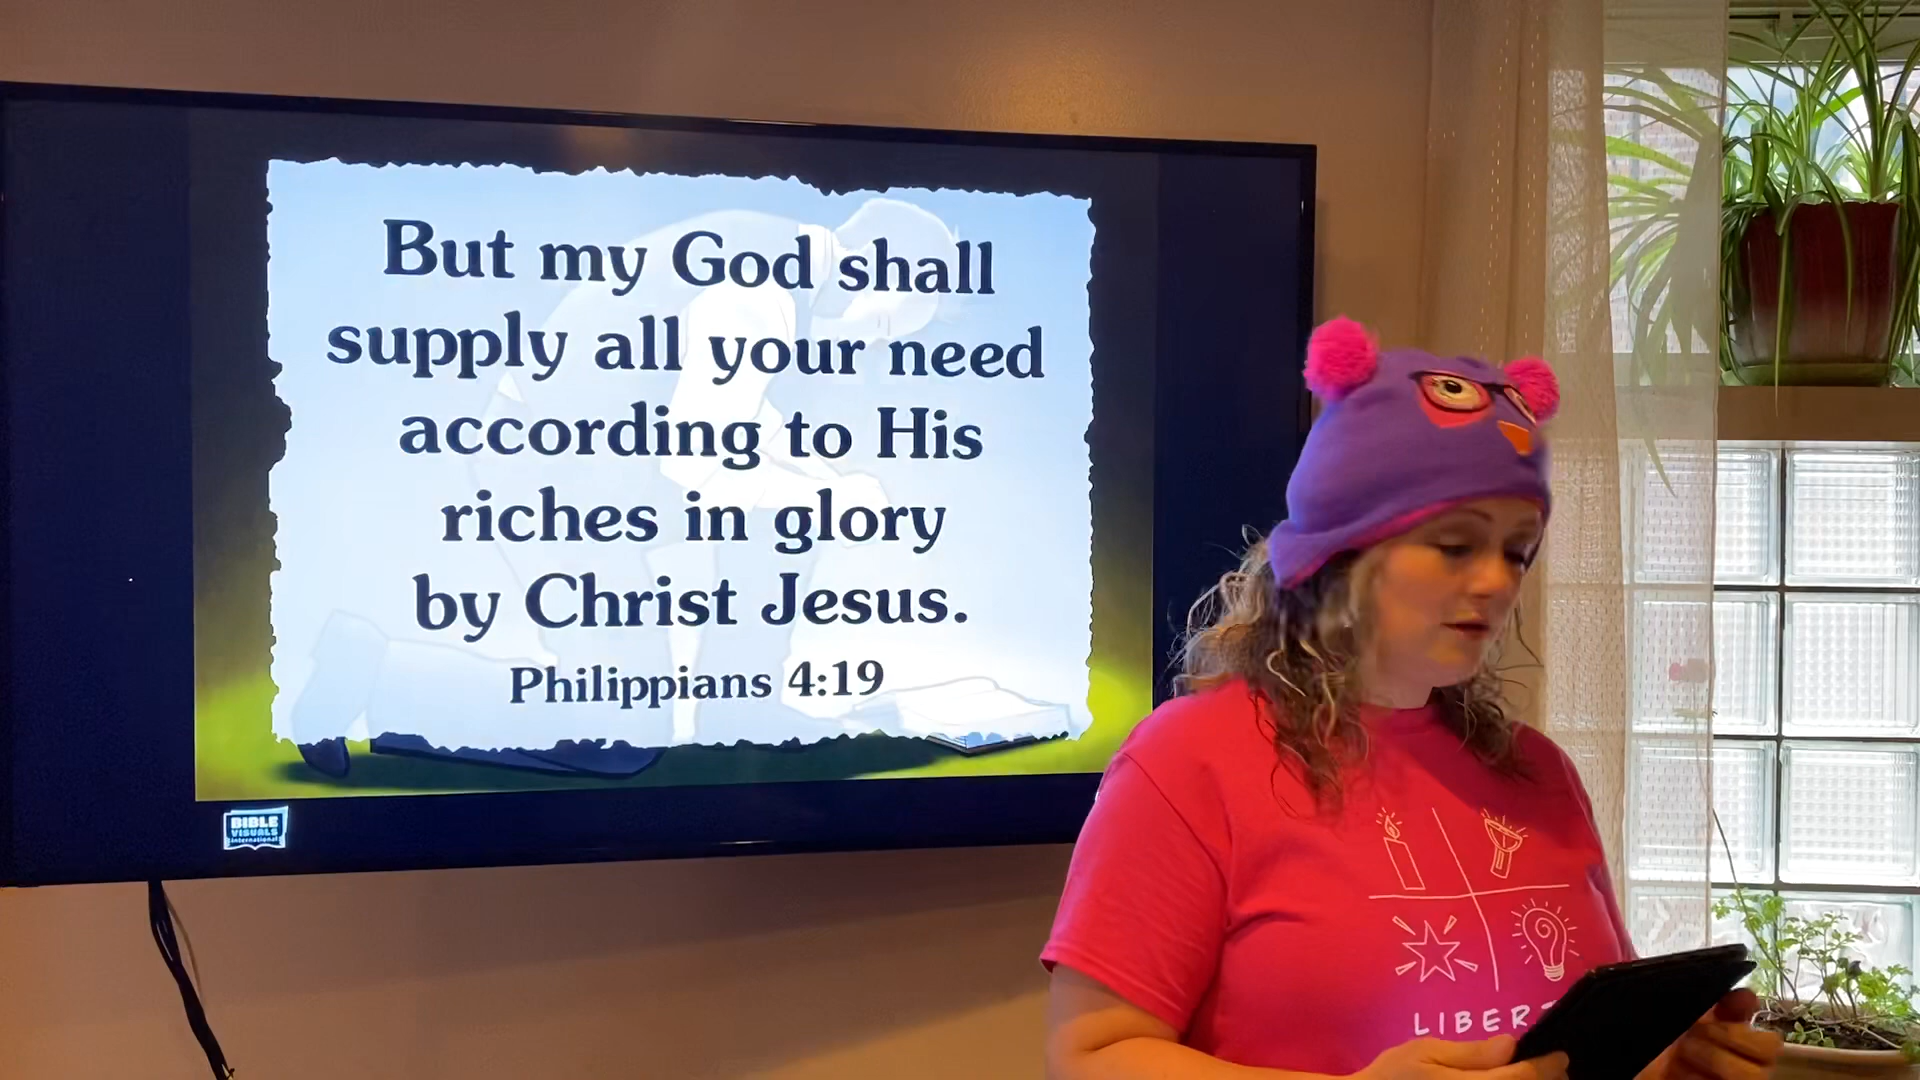 But my God shall
supply all your need
according to His
riches in glory
by Christ Jesus.
Philippians 4:19
BIBLE
VISUALS
international